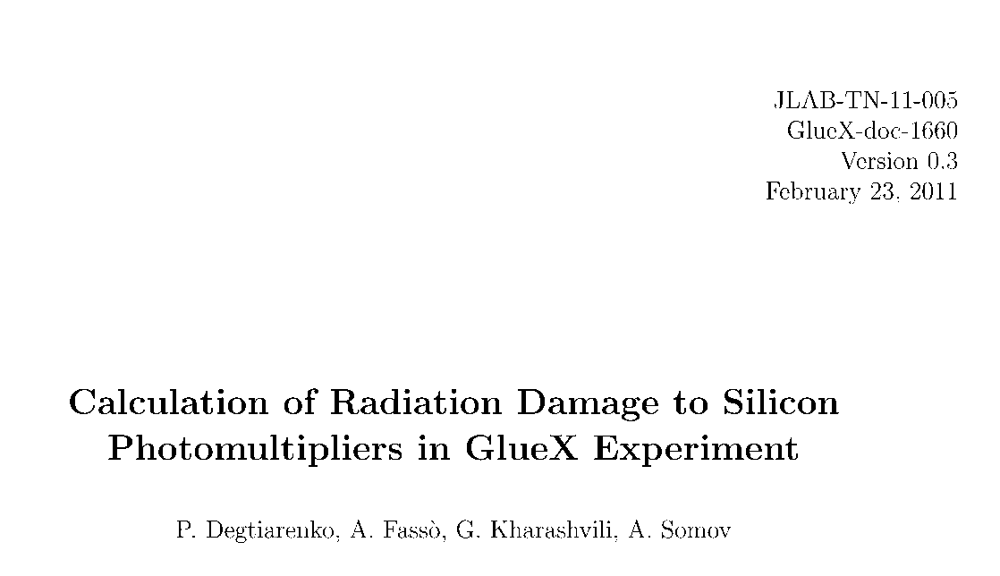 JLAB-TN-11-005
GlueX-doc-1660
Version 0.3
February 23, 2011
Calculation of Radiation Damage to Silicon
Photomultipliers in GlueX Experiment
P. Degtiarenko, A. Fassò, G. Kharashvili, A. Somov